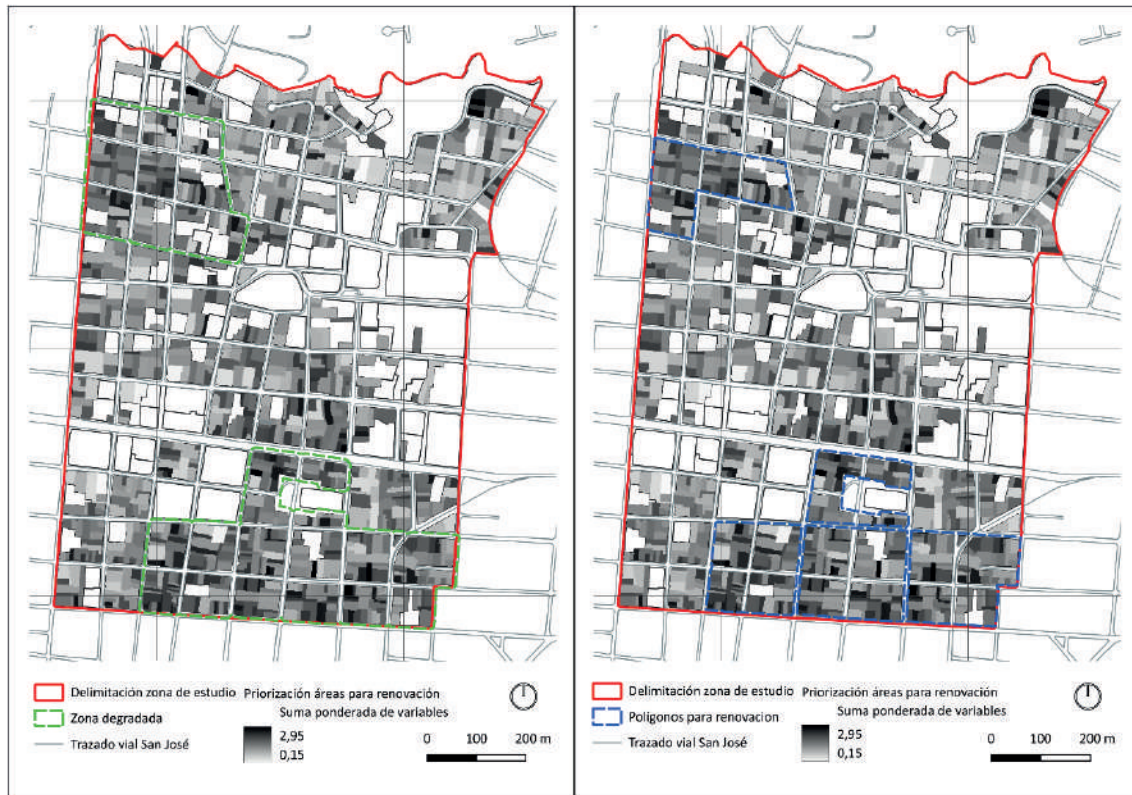 Delimitación zona de estudio
Zona degradada
Trazado vial San José
Priorización áreas para renovación
Suma ponderada de variables
2,95
0,15
0 100 200 m
Delimitación zona de estudio
Polígonos para renovacion
Trazado vial San José
Priorización áreas para renovación
Suma ponderada de variables
2,95
0,15
0 100 200 m